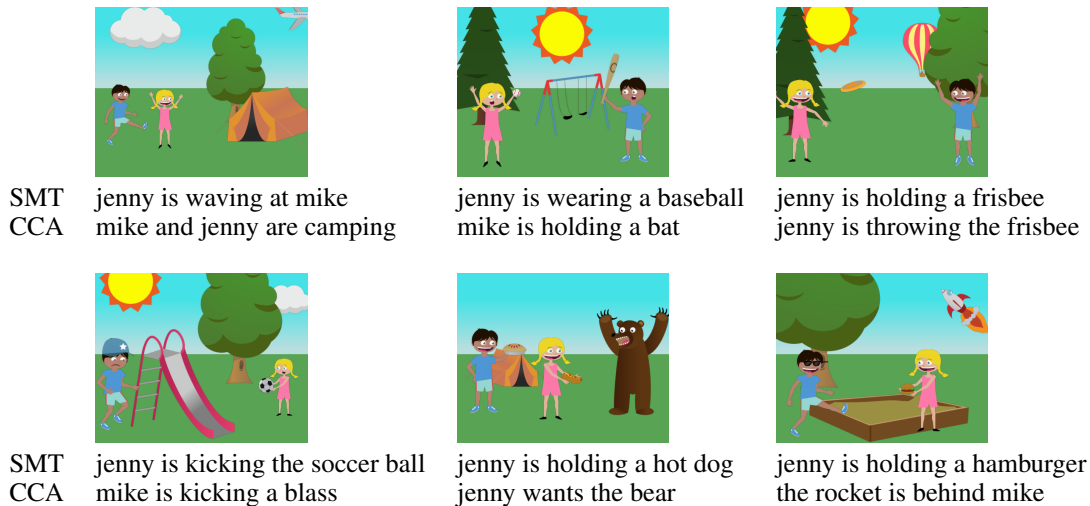 SMT jenny is waving at mike jenny is wearing a baseball jenny is holding a frisbee
CCA mike and jenny are camping mike is holding a bat jenny is throwing the frisbee
SMT jenny is kicking the soccer ball jenny is holding a hot dog jenny is holding a hamburger
CCA mike is kicking a blass jenny wants the bear the rocket is behind mike